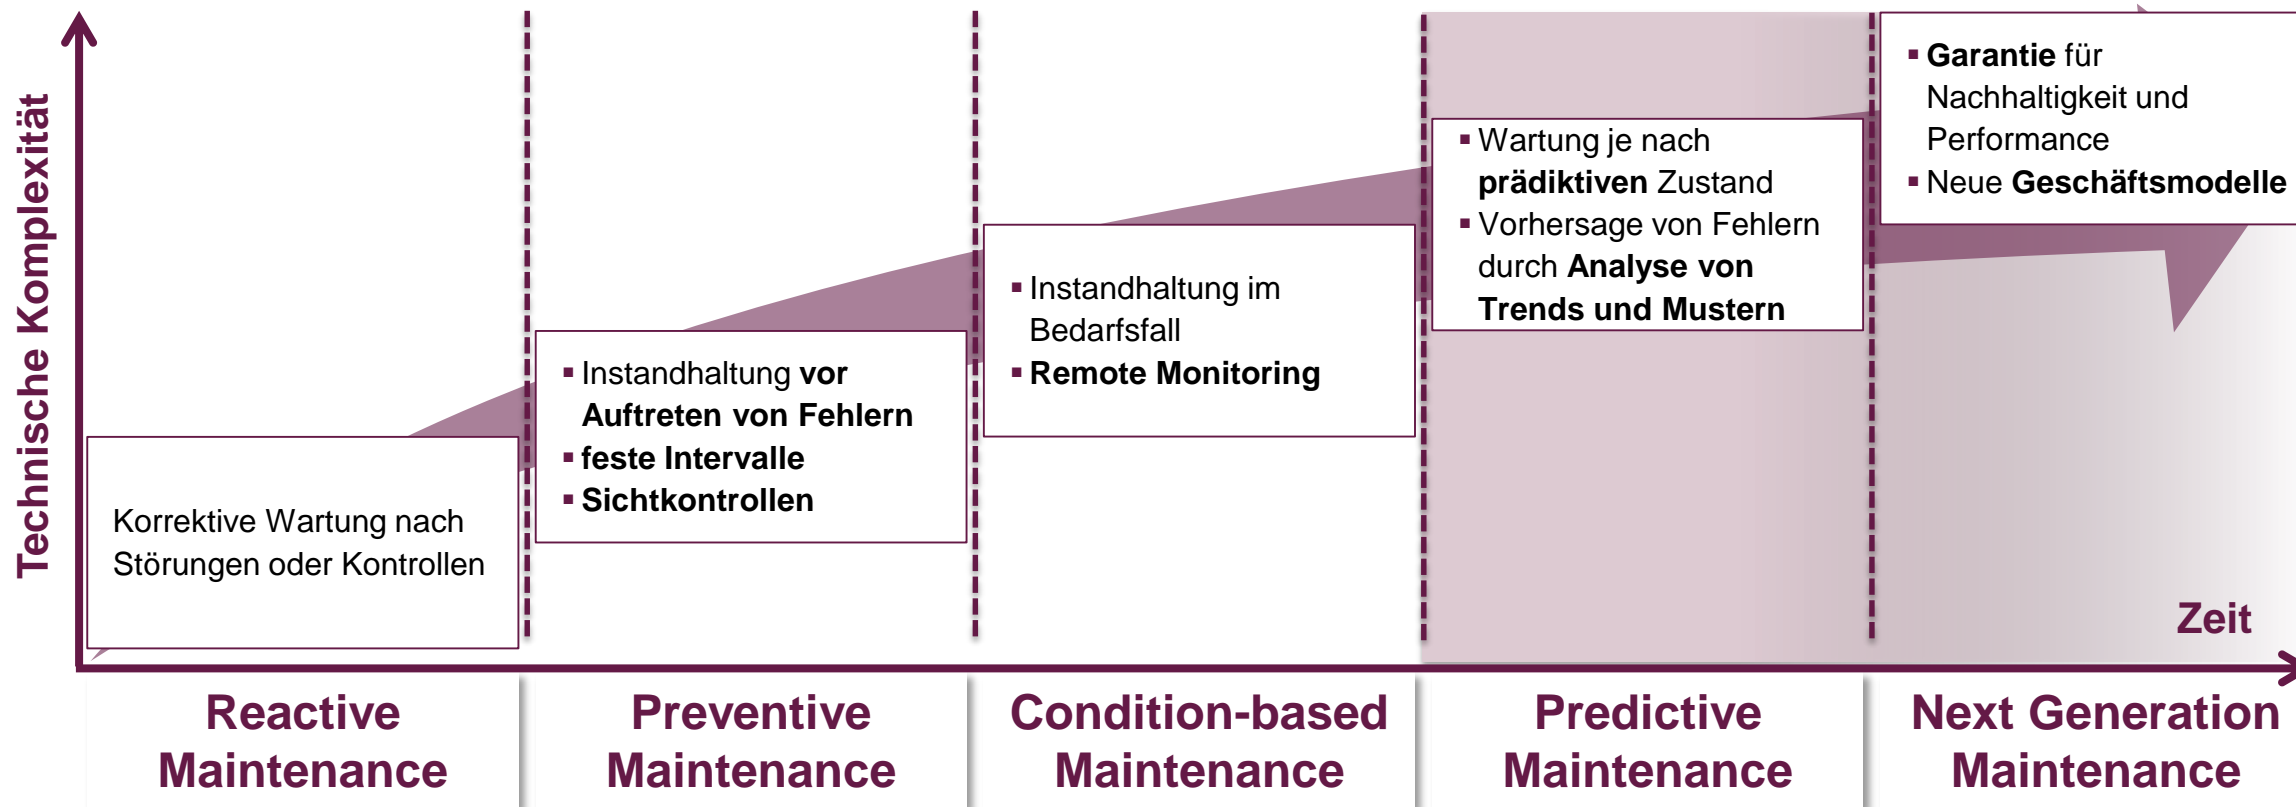 Technische Komplexität
Korrektive Wartung nach
Störungen oder Kontrollen
▪ Instandhaltung vor
Auftreten von Fehlern
▪ feste Intervalle
▪ Sichtkontrollen
▪ Instandhaltung im
Bedarfsfall
▪ Remote Monitoring
▪ Wartung je nach
prädiktiven Zustand
▪ Vorhersage von Fehlern
durch Analyse von
Trends und Mustern
▪ Garantie für
Nachhaltigkeit und
Performance
▪ Neue Geschäftsmodelle
Zeit
Reactive
Maintenance
Preventive
Maintenance
Condition-based
Maintenance
Predictive
Maintenance
Next Generation
Maintenance